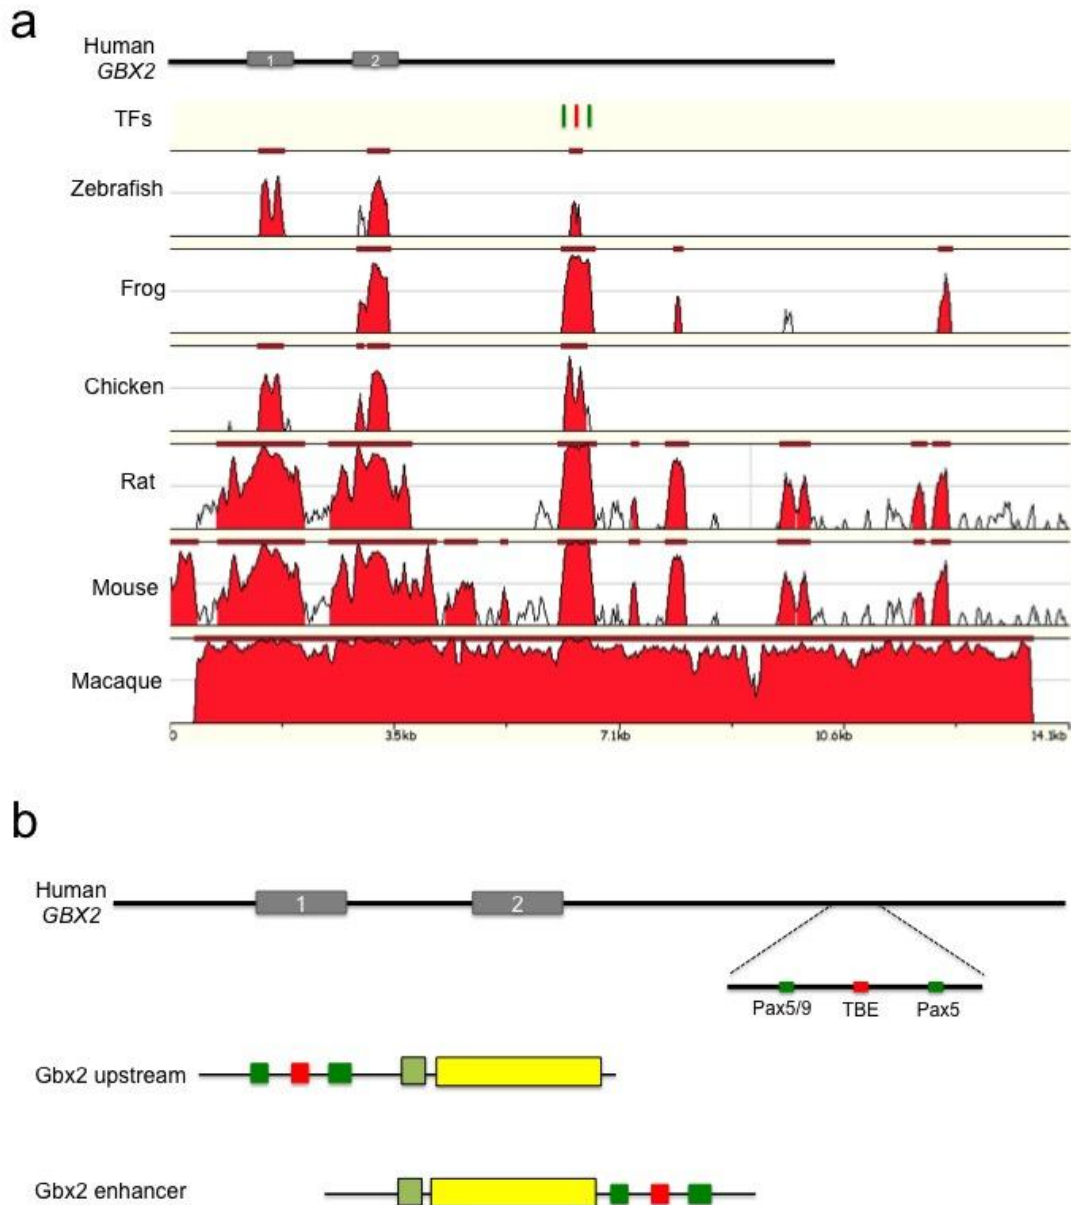 a
Human
GBX2
1 2
TFs
Zebrafish
Frog
Chicken
Rat
Mouse
Macaque
0 3.5kb 7.1kb 10.6kb 14.1kb
b
Human
GBX2
1 2
Pax5/9 TBE Pax5
Gbx2 upstream
Gbx2 enhancer